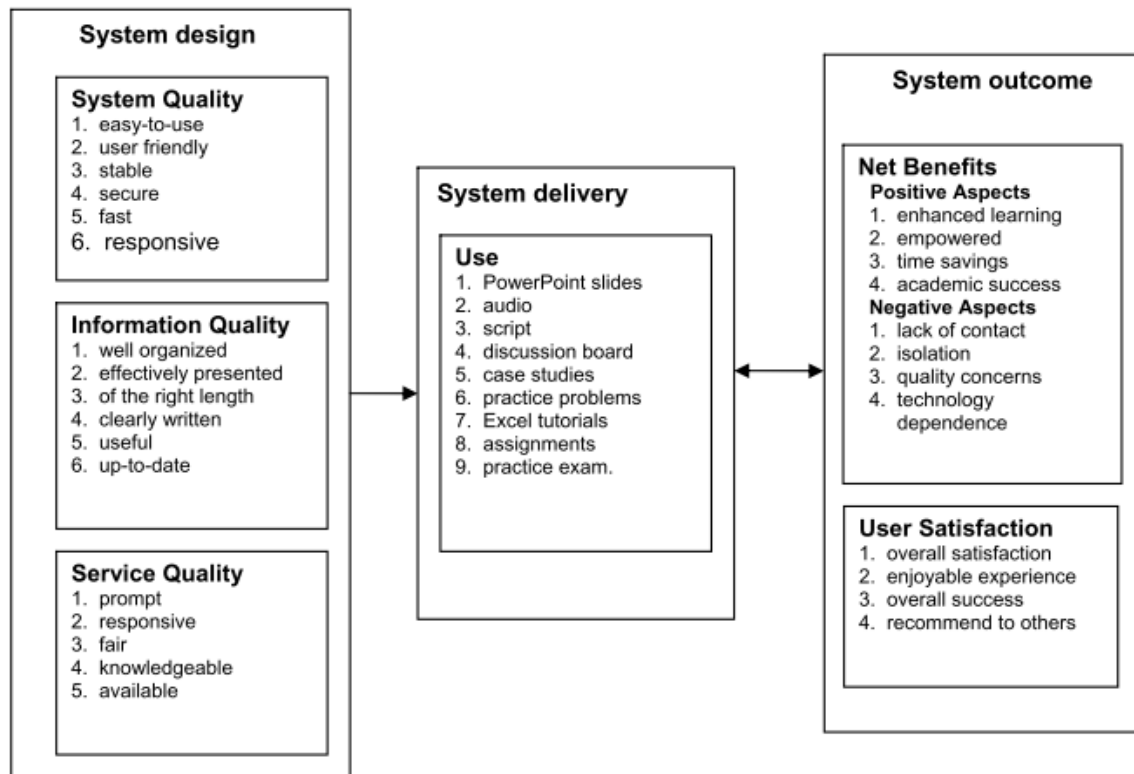 System design
System Quality
1. easy-to-use
2. user friendly
3. stable
4. secure
5. fast
6. responsive
Information Quality
1. well organized
2. effectively presented
3. of the right length
4. clearly written
5. useful
6. up-to-date
Service Quality
1. prompt
2. responsive
3. fair
4. knowledgeable
5. available
System delivery
Use
1. PowerPoint slides
2. audio
3. script
4. discussion board
5. case studies
6. practice problems
7. Excel tutorials
8. assignments
9. practice exam.
System outcome
Net Benefits
Positive Aspects
1. enhanced learning
2. empowered
3. time savings
4. academic success
Negative Aspects
1. lack of contact
2. isolation
3. quality concerns
4. technology
dependence
User Satisfaction
1. overall satisfaction
2. enjoyable experience
3. overall success
4. recommend to others